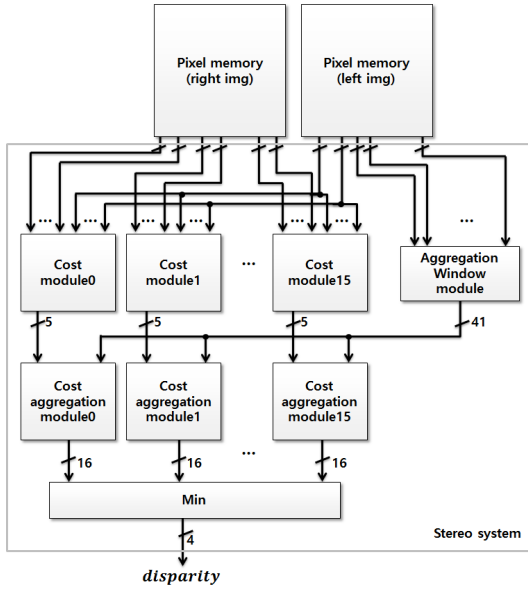 Pixel memory
(right img)
Pixel memory
(left img)
...
...
...
...
...
...
...
Cost
module0
Cost
module1
...
Cost
module15
Aggregation
Window
module
5
5
5
41
Cost
aggregation
module0
Cost
aggregation
module1
Cost
aggregation
module15
16
16
...
16
Min
4
Stereo system
disparity